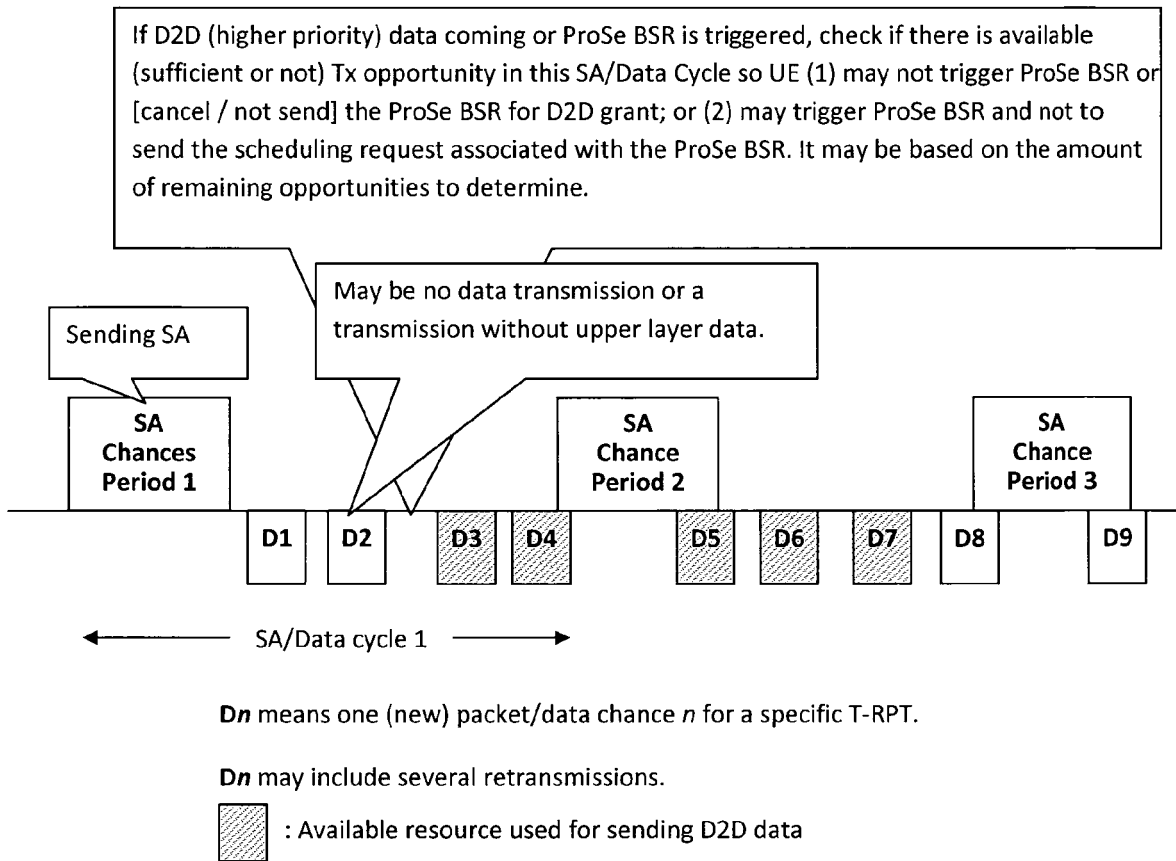 If D2D (higher priority) data coming or ProSe BSR is triggered, check if there is available
(sufficient or not) Tx opportunity in this SA/Data Cycle so UE (1) may not trigger ProSe BSR or
[cancel / not send] the ProSe BSR for D2D grant; or (2) may trigger ProSe BSR and not to
send the scheduling request associated with the ProSe BSR. It may be based on the amount
of remaining opportunities to determine.
May be no data transmission or a
transmission without upper layer data.
Sending SA
SA
Chances
Period 1
SA
Chance
Period 2
SA
Chance
Period 3
D1
D2
D3
D4
D5
D6
D7
D8
D9
SA/Data cycle 1
Dn means one (new) packet/data chance n for a specific T-RPT.
Dn may include several retransmissions.
: Available resource used for sending D2D data